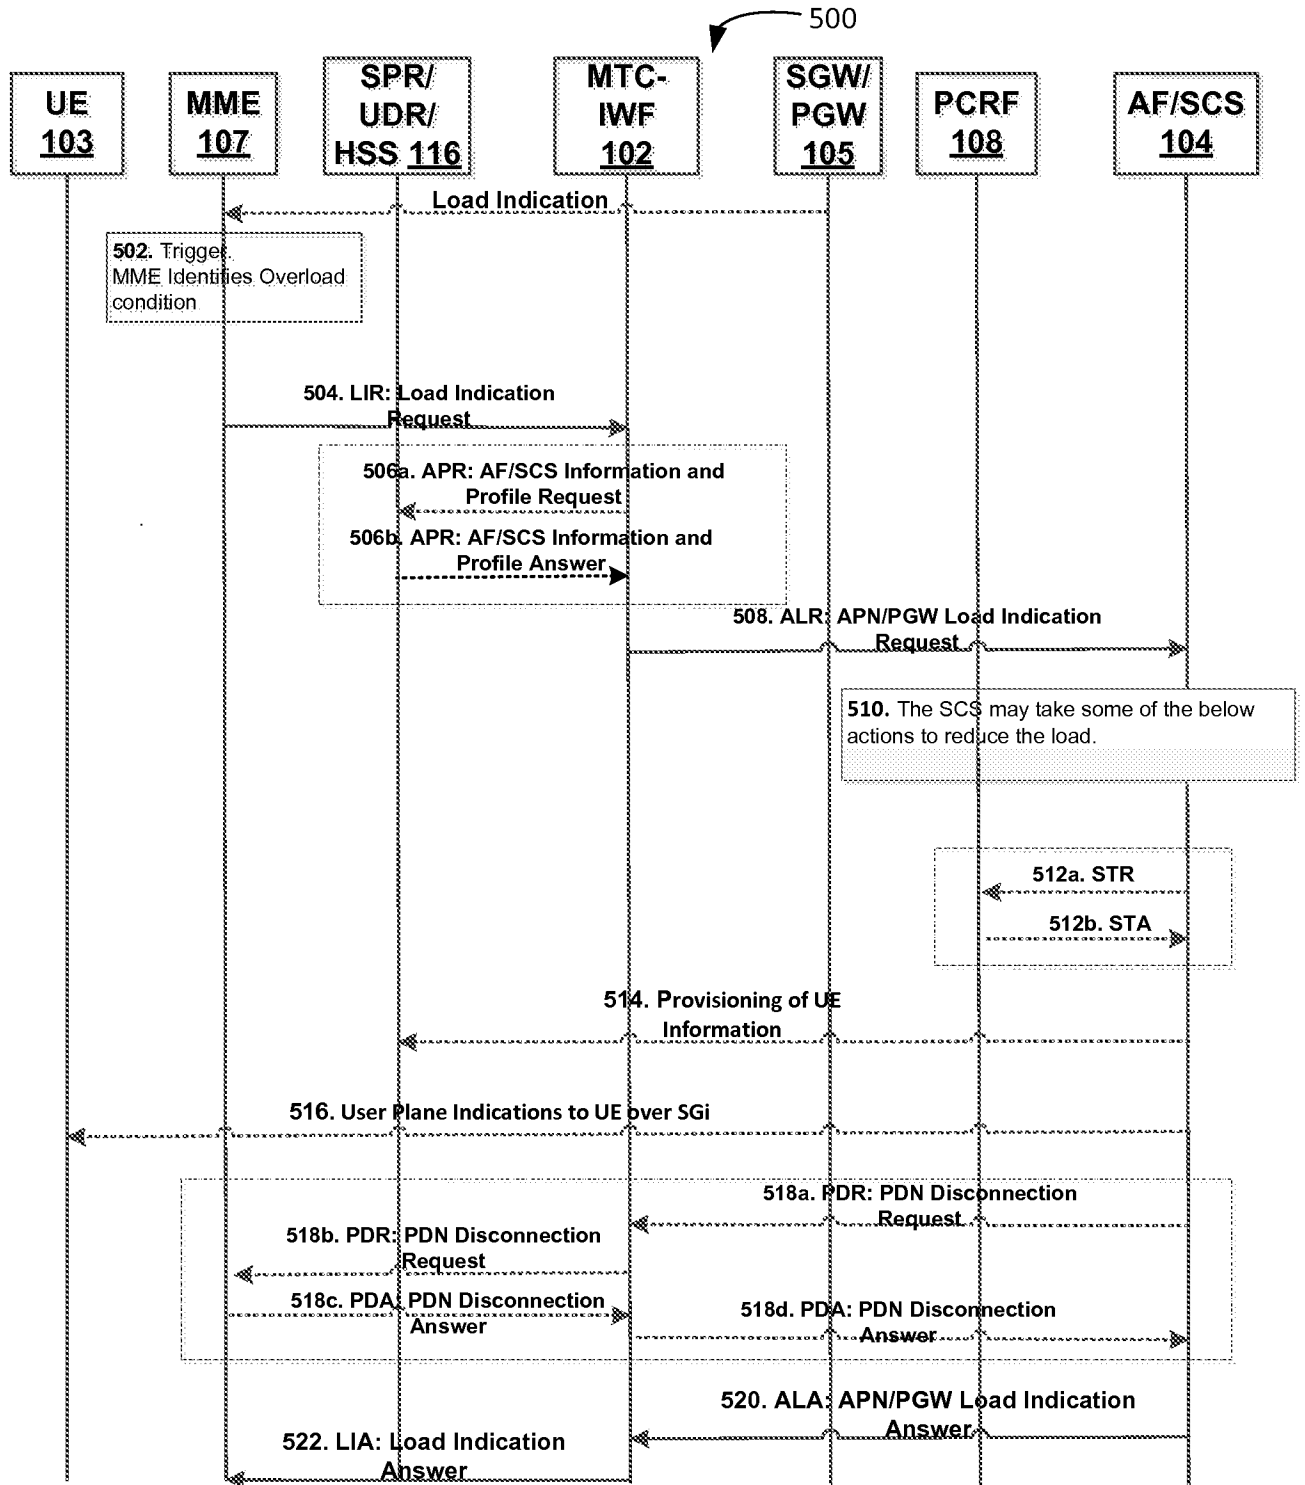 500
UE
103
MME
107
SPR/
UDR/
HSS 116
MTC-
IWF
102
SGW/
PGW
105
PCRF
108
AF/SCS
104
Load Indication
502. Trigger.
MME Identifies Overload
condition
504. LIR: Load Indication
Request
506a. APR: AF/SCS Information and
Profile Request
506b. APR: AF/SCS Information and
Profile Answer
508. ALR: APN/PGW Load Indication
Request
510. The SCS may take some of the below
actions to reduce the load.
512a. STR
512b. STA
514. Provisioning of UE
Information
516. User Plane Indications to UE over SGi
518a. PDR: PDN Disconnection
Request
518b. PDR: PDN Disconnection
Request
518c. PDA: PDN Disconnection
Answer
518d. PDA: PDN Disconnection
Answer
520. ALA: APN/PGW Load Indication
Answer
522. LIA: Load Indication
Answer